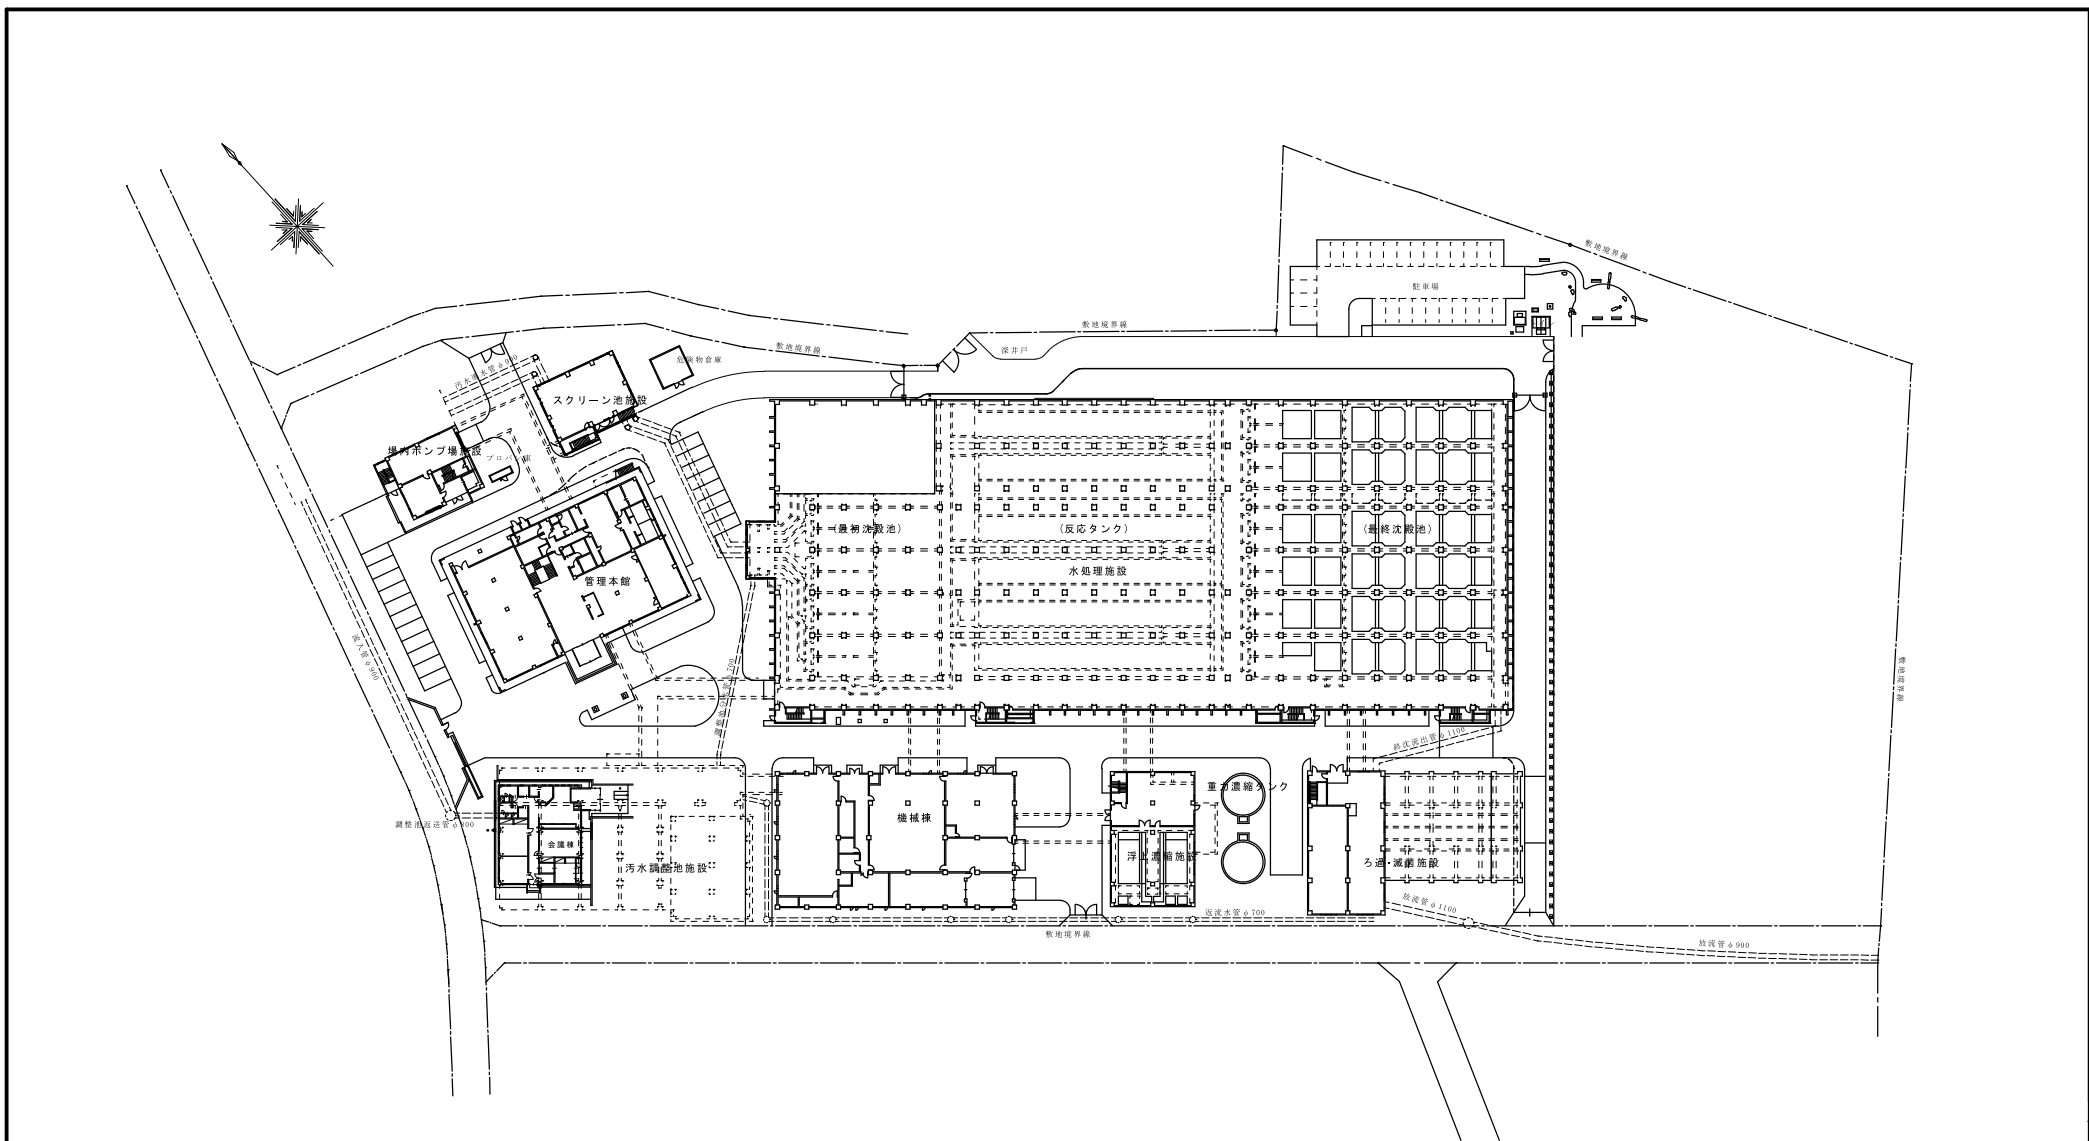 敷地境界線
駐車場
敷地境界線
敷地境界線
深井戸
危険物倉庫
汚水導水管φ900
スクリーン池施設
場内ポンプ場施設
プロパン庫
(最初沈殿池)
(反応タンク)
(最終沈殿池)
水処理施設
管理本館
流入管φ900
敷地境界線
終沈流出管φ1100
重力濃縮タンク
調整池返送管φ800
会議棟
機械棟
汚水調整池施設
浮上濃縮施設
ろ過・滅菌施設
返流水管φ700
放流管φ1100
敷地境界線
放流管φ900